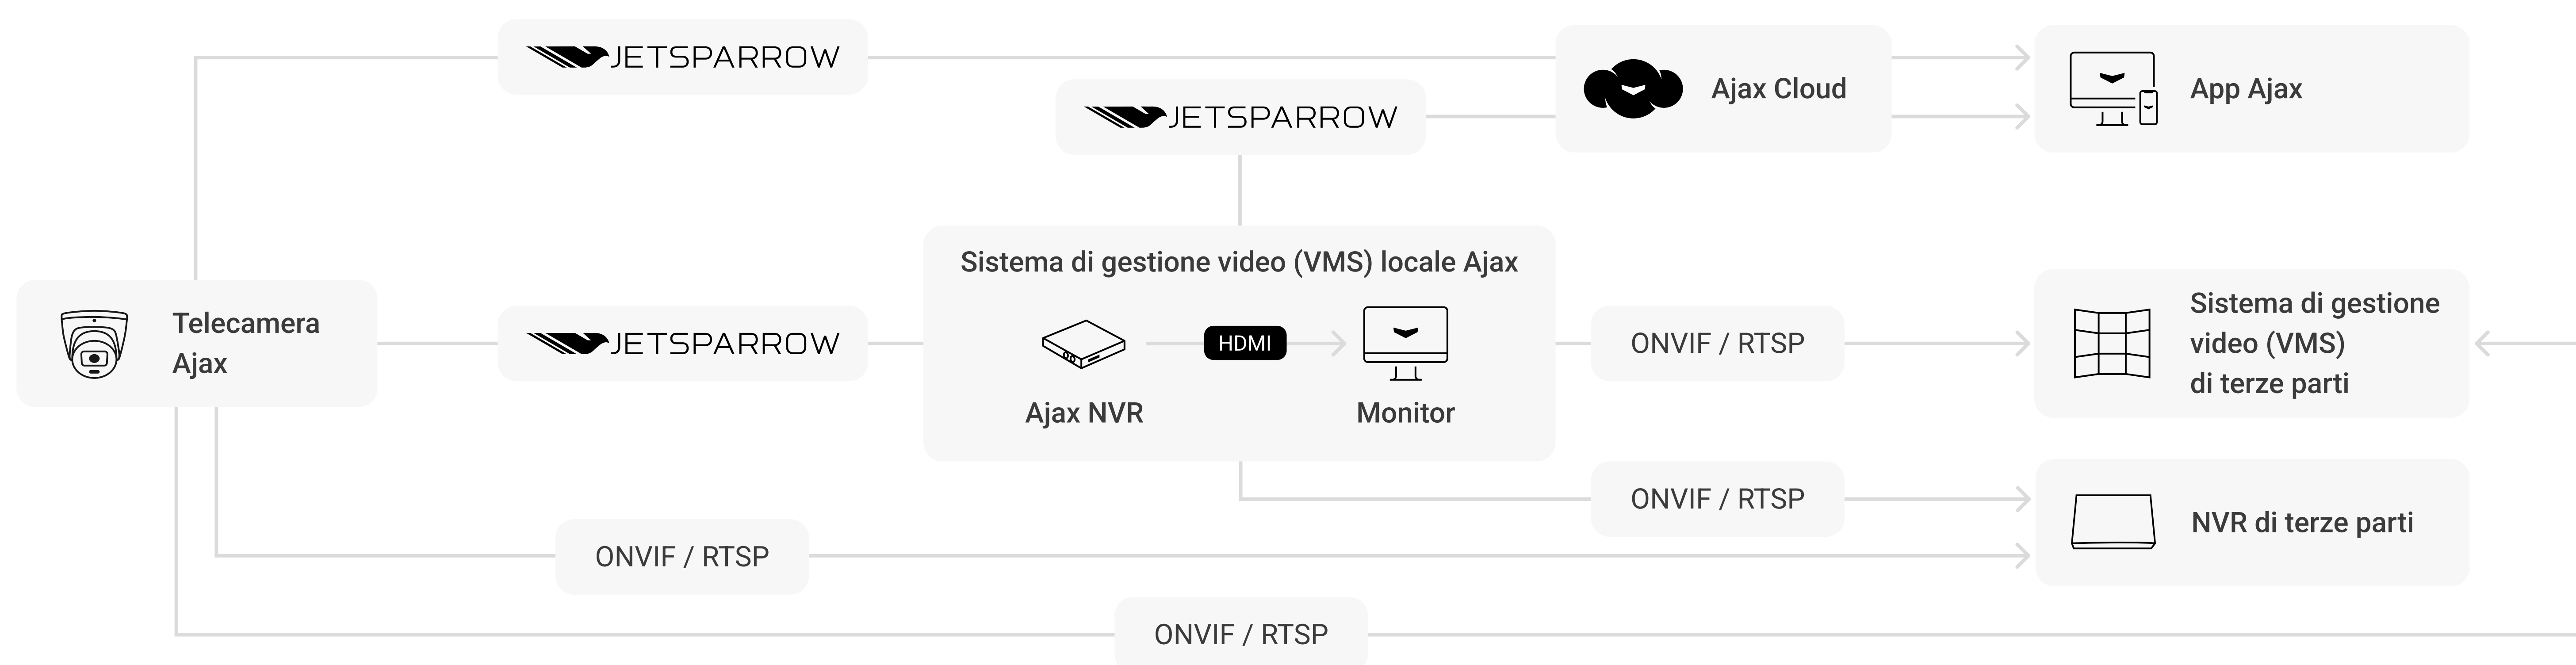 JETSPARROW
Ajax Cloud
App Ajax
JETSPARROW
Sistema di gestione video (VMS) locale Ajax
Telecamera
Ajax
JETSPARROW
HDMI
Ajax NVR
Monitor
ONVIF / RTSP
Sistema di gestione
video (VMS)
di terze parti
ONVIF / RTSP
NVR di terze parti
ONVIF / RTSP
ONVIF / RTSP